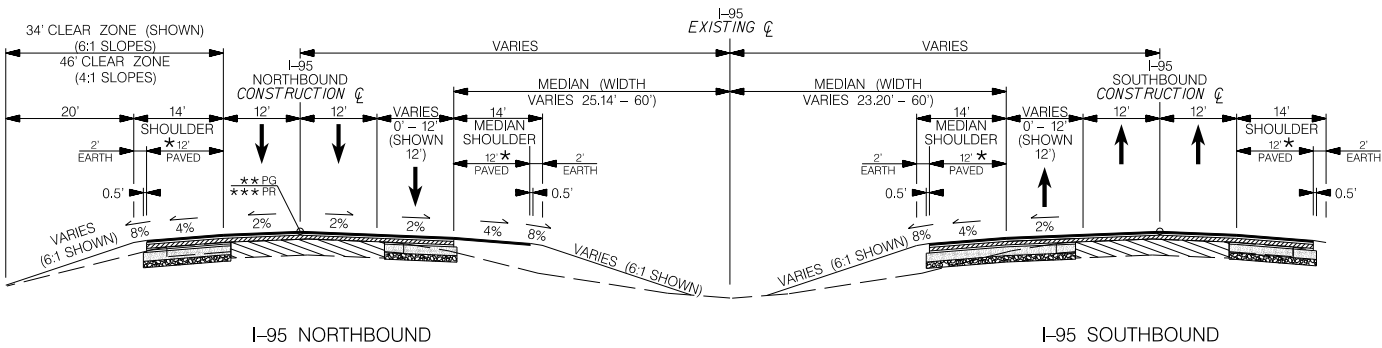 34' CLEAR ZONE (SHOWN)
(6:1 SLOPES)
46' CLEAR ZONE
(4:1 SLOPES)
I-95
EXISTING ℄
VARIES
VARIES
I-95
NORTHBOUND
CONSTRUCTION ℄
I-95
SOUTHBOUND
CONSTRUCTION ℄
MEDIAN (WIDTH
VARIES 25.14' - 60')
MEDIAN (WIDTH
VARIES 23.20' - 60')
20'
14'
SHOULDER
12'
12'
VARIES
0' - 12'
(SHOWN
12')
14'
MEDIAN
SHOULDER
14'
MEDIAN
SHOULDER
VARIES
0' - 12'
(SHOWN
12')
12'
12'
14'
SHOULDER
2'
EARTH
*12'
PAVED
12'*
PAVED
2'
EARTH
2'
EARTH
12'*
PAVED
12'*
PAVED
2'
EARTH
0.5'
**PG
***PR
0.5'
0.5'
0.5'
VARIES
(6:1 SHOWN)
8%
4%
2%
2%
2%
4%
8%
VARIES (6:1 SHOWN)
VARIES (6:1 SHOWN)
8%
4%
2%
I-95 NORTHBOUND
I-95 SOUTHBOUND